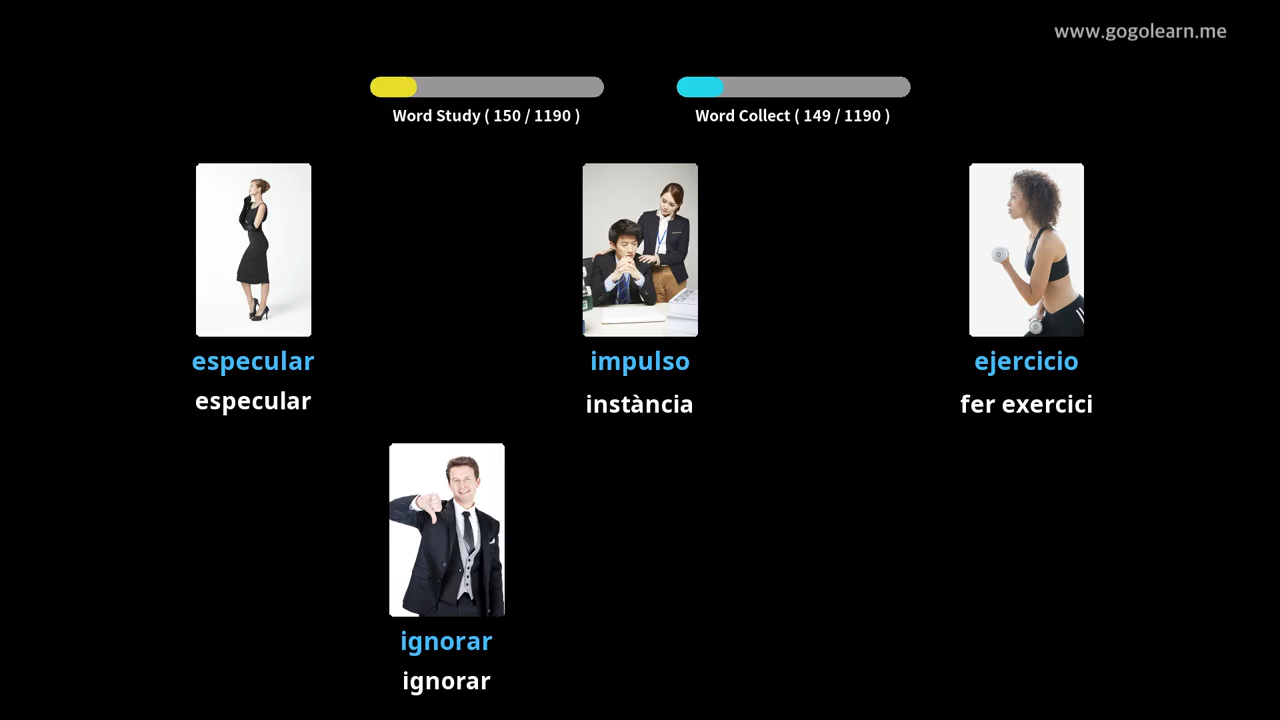 www.gogolearn.me
Word Study ( 150 / 1190 )
Word Collect ( 149 / 1190 )
especular
impulso
ejercicio
especular
instància
fer exercici
ignorar
ignorar